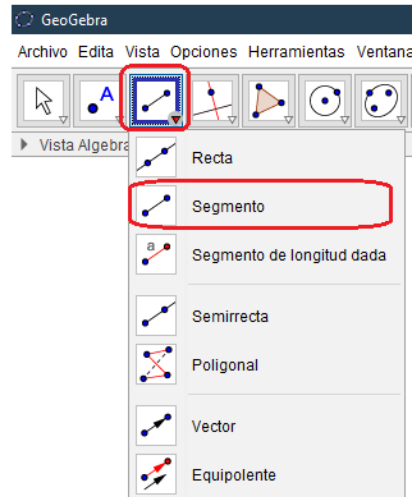 GeoGebra
Archivo Edita Vista Opciones Herramientas Ventana
A
Vista Algebra
Recta
Segmento
a
Segmento de longitud dada
Semirrecta
Poligonal
Vector
Equipolente